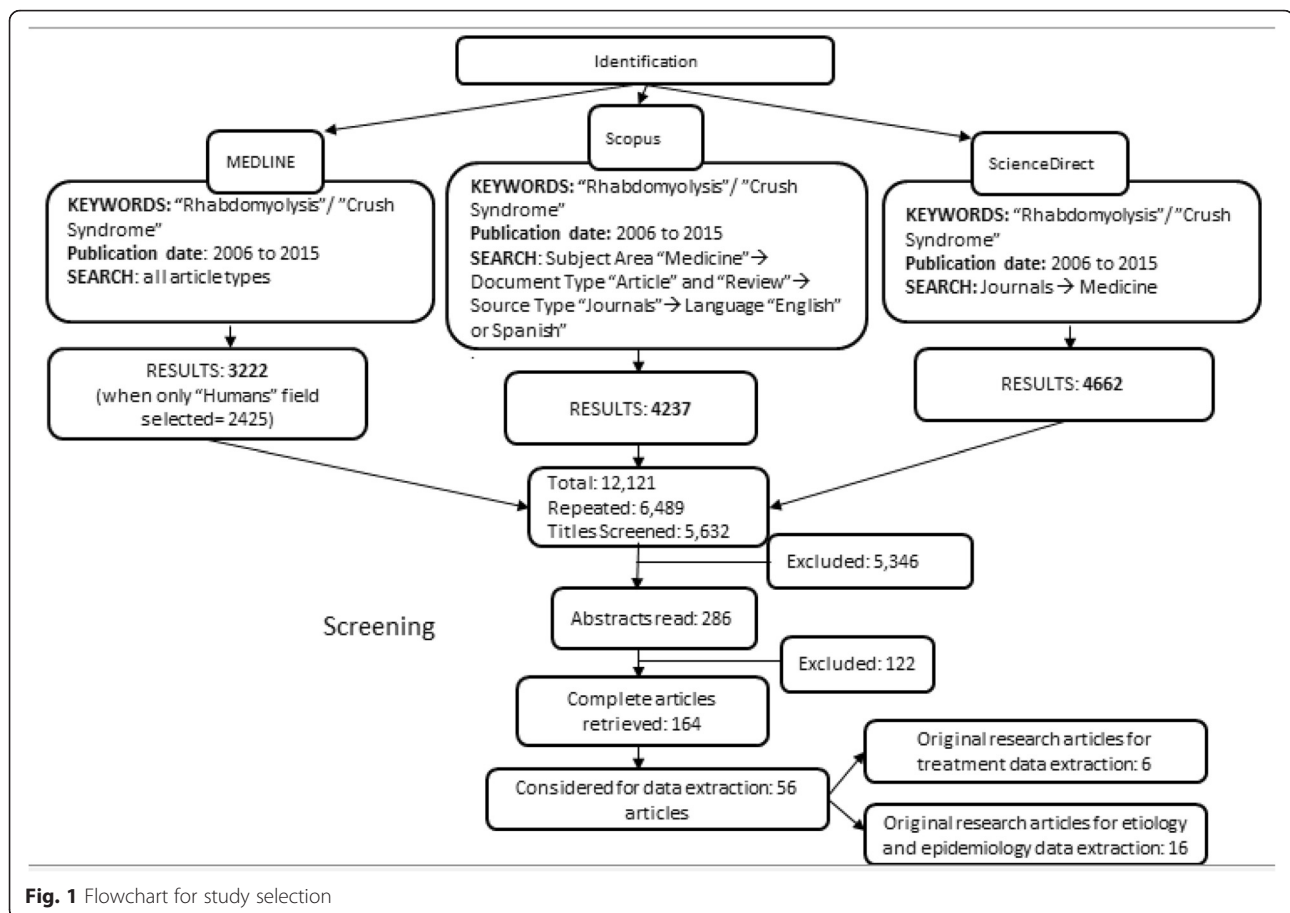 Identification
MEDLINE
KEYWORDS: “Rhabdomyolysis”/ ”Crush
Syndrome”
Publication date: 2006 to 2015
SEARCH: all article types
Scopus
KEYWORDS: “Rhabdomyolysis”/ ”Crush
Syndrome”
Publication date: 2006 to 2015
SEARCH: Subject Area “Medicine”→
Document Type “Article” and “Review”→
Source Type “Journals”→ Language “English”
or Spanish”
.
ScienceDirect
KEYWORDS: “Rhabdomyolysis”/ ”Crush
Syndrome”
Publication date: 2006 to 2015
SEARCH: Journals → Medicine
RESULTS: 3222
(when only “Humans” field
selected= 2425)
RESULTS: 4237
RESULTS: 4662
Total: 12,121
Repeated: 6,489
Titles Screened: 5,632
Excluded: 5,346
Screening
Abstracts read: 286
Excluded: 122
Complete articles
retrieved: 164
Considered for data extraction: 56
articles
Original research articles for
treatment data extraction: 6
Original research articles for etiology
and epidemiology data extraction: 16
Fig. 1 Flowchart for study selection